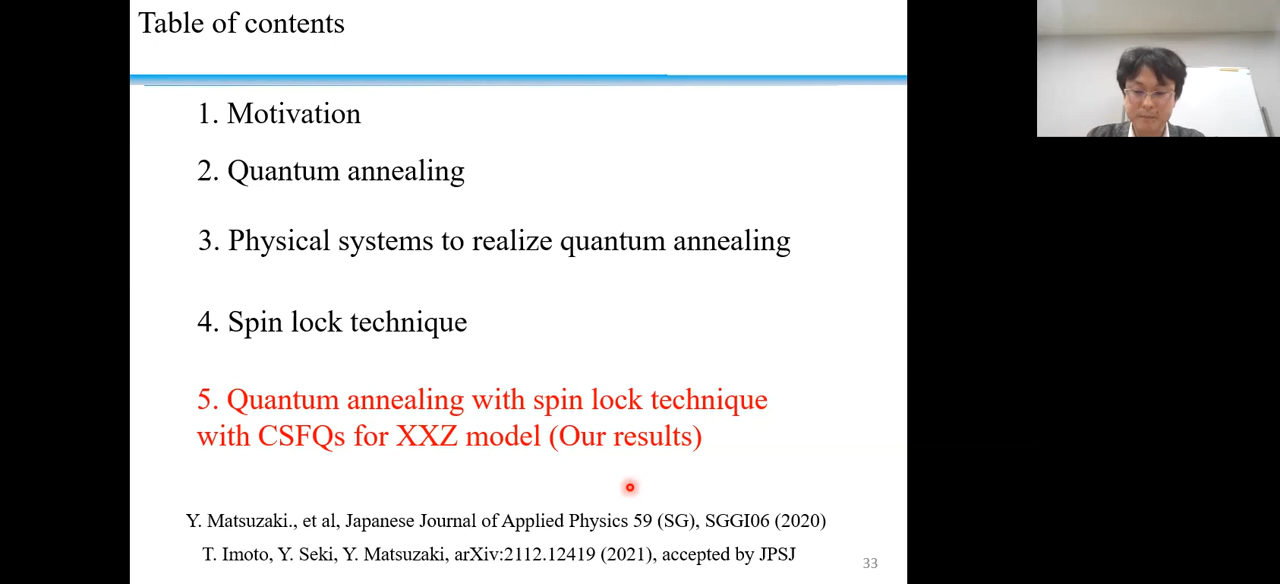 Table of contents
1. Motivation
2. Quantum annealing
3. Physical systems to realize quantum annealing
4. Spin lock technique
5. Quantum annealing with spin lock technique
with CSFQs for XXZ model (Our results)
Y. Matsuzaki., et al, Japanese Journal of Applied Physics 59 (SG), SGGI06 (2020)
T. Imoto, Y. Seki, Y. Matsuzaki, arXiv:2112.12419 (2021), accepted by JPSJ
33